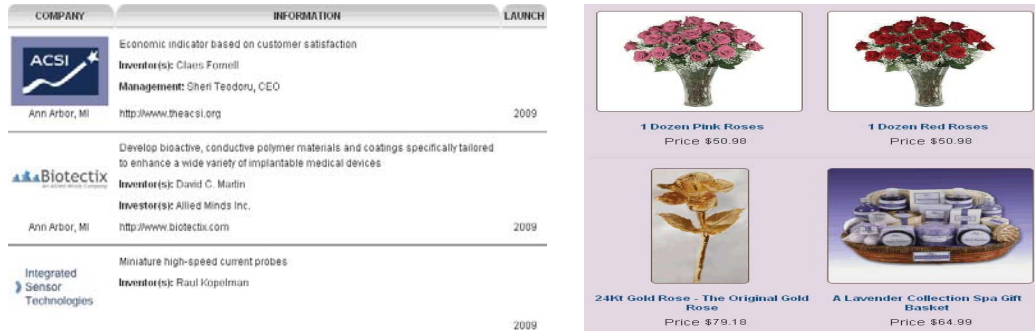 COMPANY INFORMATION LAUNCH
ACSI
Economic indicator based on customer satisfaction
Inventor(s): Claes Fornell
Management: Sheri Teodoru, CEO
Ann Arbor, MI http://www.theacsi.org 2009
Develop bioactive, conductive polymer materials and coatings specifically tailored
to enhance a wide variety of implantable medical devices
Biotectix
An Allied Minds Company
Inventor(s): David C. Martin
Investor(s): Allied Minds Inc.
Ann Arbor, MI http://www.biotectix.com 2009
Miniature high-speed current probes
Integrated
Sensor
Technologies
Inventor(s): Raul Kopelman
2009
1 Dozen Pink Roses
Price $50.98
1 Dozen Red Roses
Price $50.98
24Kt Gold Rose - The Original Gold
Rose
Price $79.18
A Lavender Collection Spa Gift
Basket
Price $64.99